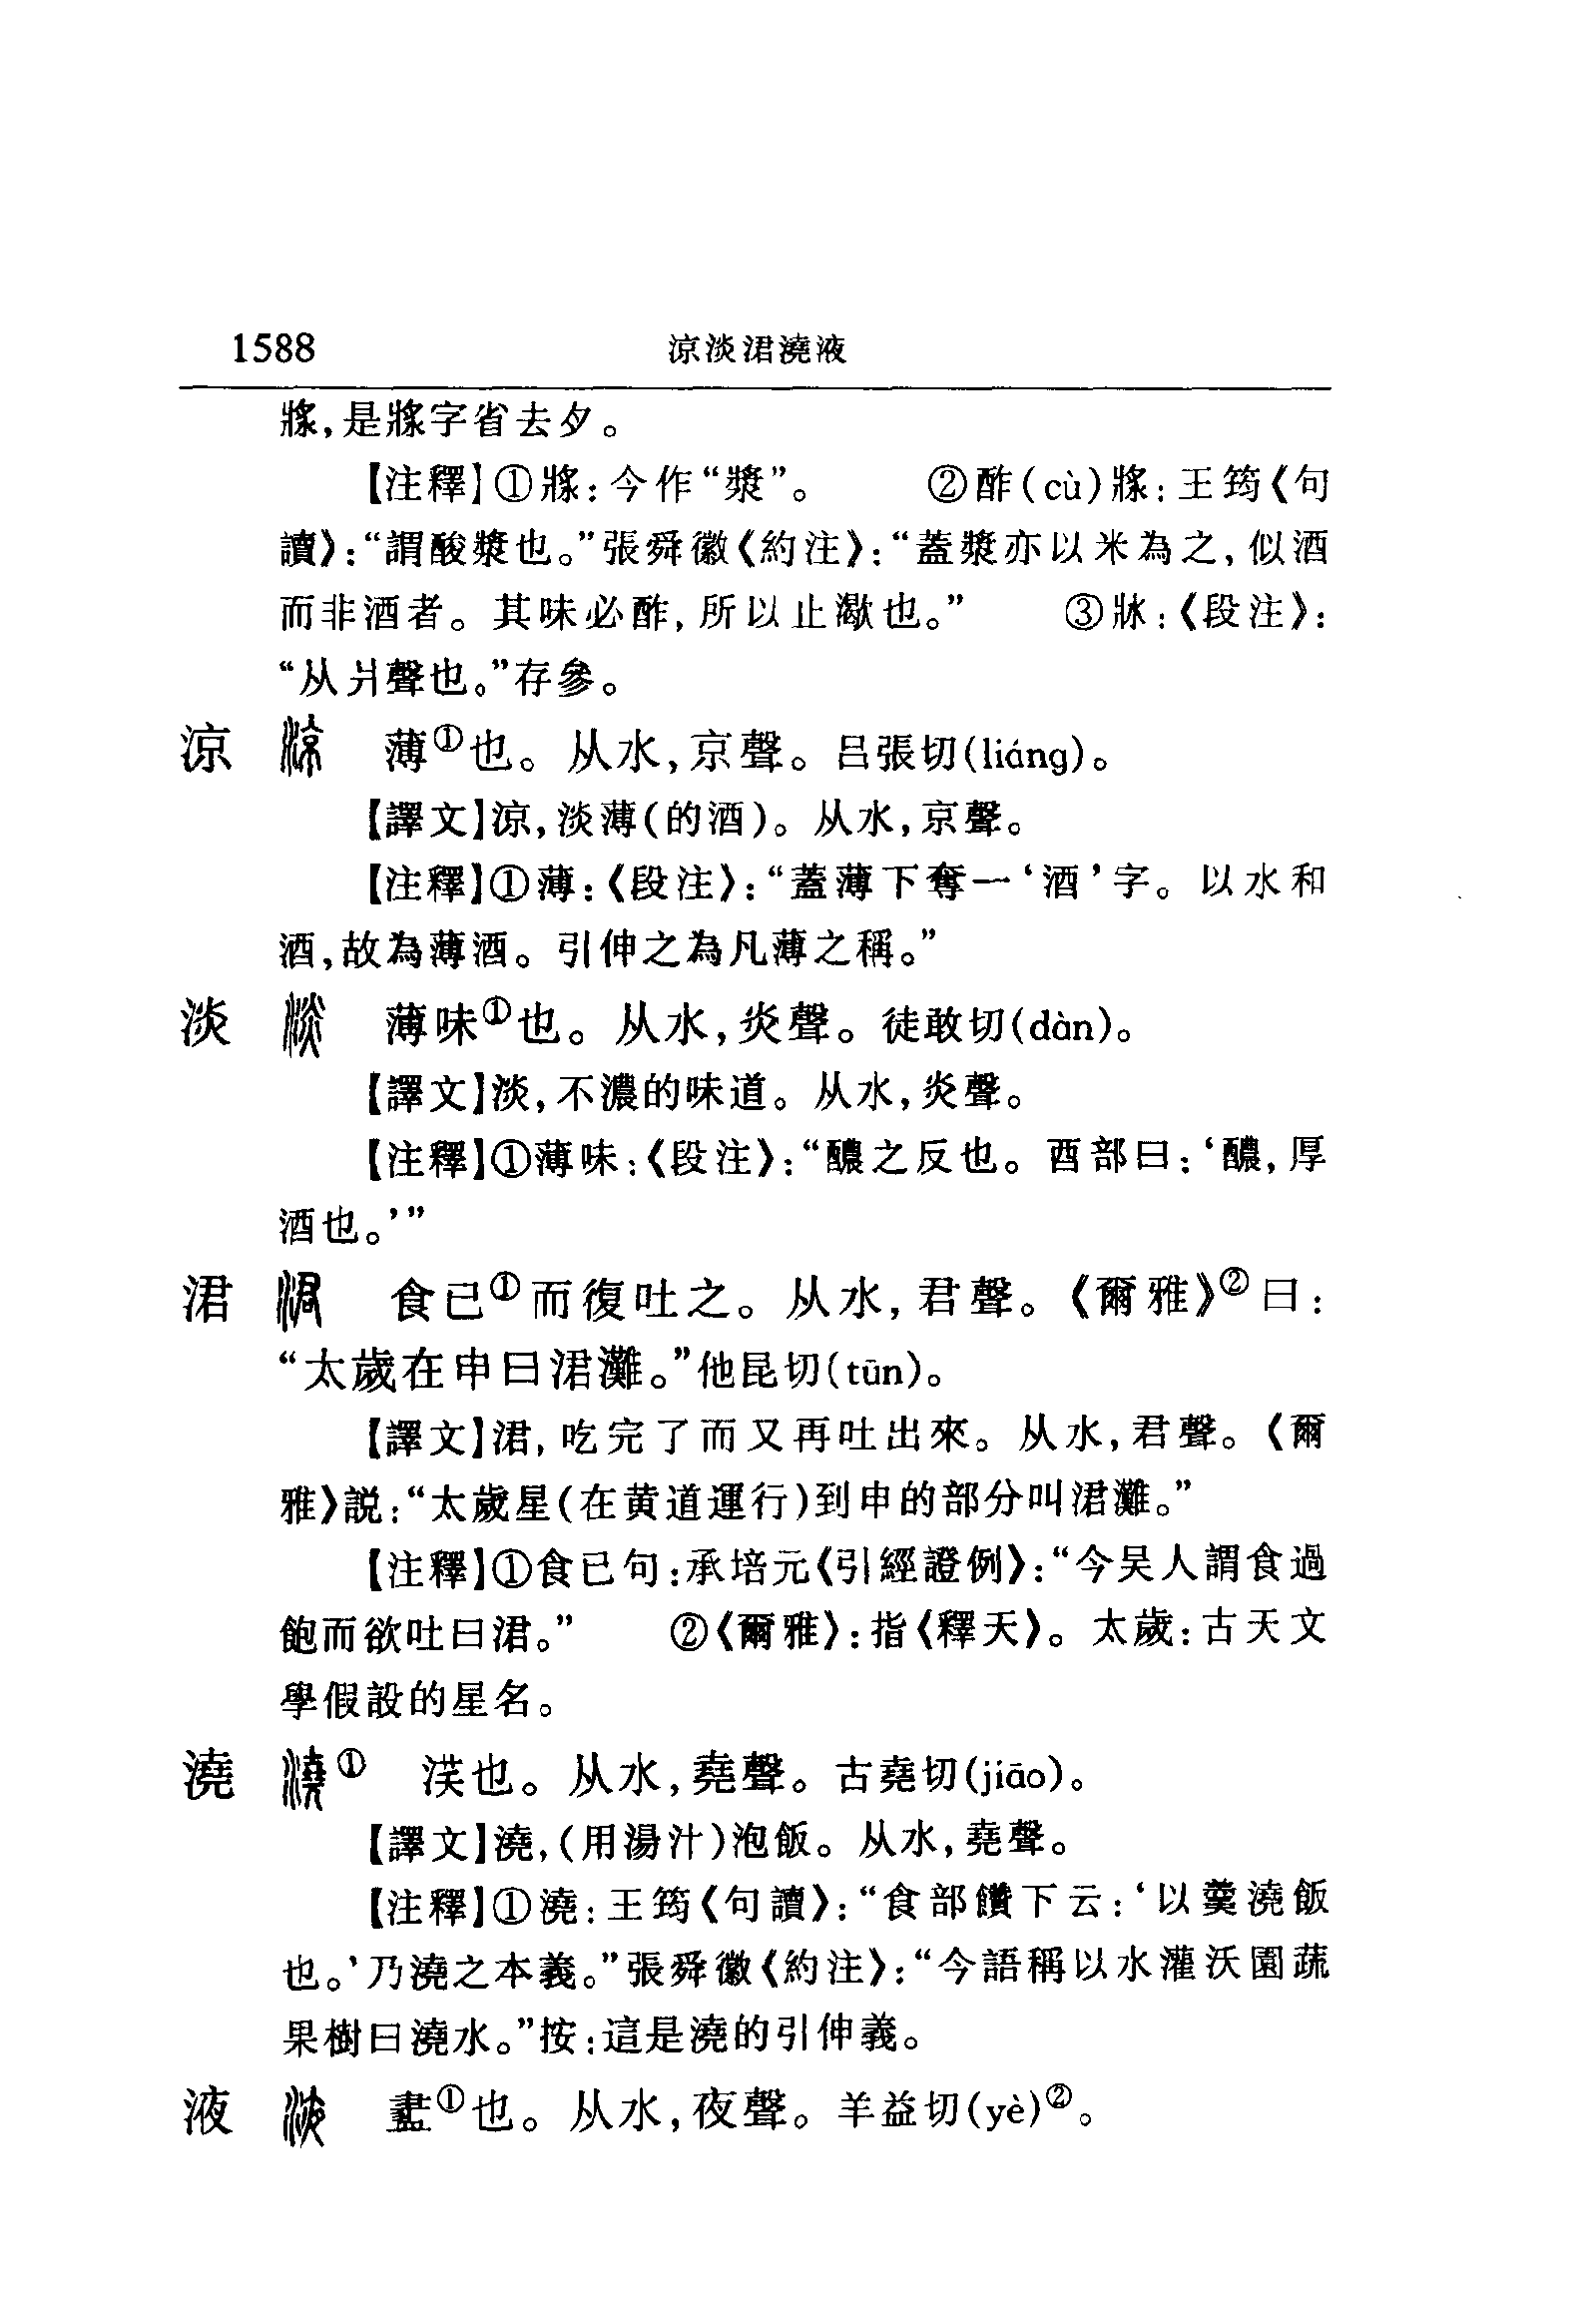 1588 涼淡涒澆液
㹡,是㹡字省去夕。
【注釋】①㹡:今作“漿”。 ②酢(cù)㹡:王筠《句
讀》:“謂酸漿也。”張舜徽《約注》:“蓋漿亦以米為之,似酒
而非酒者。其味必酢,所以止渴也。” ③牀:《段注》:
“从爿聲也。”存參。
涼 薄①也。从水,京聲。吕張切(liáng)。
【譯文】涼,淡薄(的酒)。从水,京聲。
【注釋】①薄:《段注》:“蓋薄下奪一‘酒’字。以水和
酒,故為薄酒。引伸之為凡薄之稱。”
淡 薄味①也。从水,炎聲。徒敢切(dàn)。
【譯文】淡,不濃的味道。从水,炎聲。
【注釋】①薄味:《段注》:“醲之反也。酉部曰:‘醲,厚
酒也。’”
涒 食已①而復吐之。从水,君聲。《爾雅》②曰:
“太歲在申曰涒灘。”他昆切(tūn)。
【譯文】涒,吃完了而又再吐出來。从水,君聲。《爾
雅》説:“太歲星(在黄道運行)到申的部分叫涒灘。”
【注釋】①食已句:承培元《引經證例》:“今吴人謂食過
飽而欲吐曰涒。” ②《爾雅》:指《釋天》。太歲:古天文
學假設的星名。
澆 ① 渓也。从水,堯聲。古堯切(jiāo)。
【譯文】澆,(用湯汁)泡飯。从水,堯聲。
【注釋】①澆:王筠《句讀》:“食部饡下云:‘以羹澆飯
也。’乃澆之本義。”張舜徽《約注》:“今語稱以水灌沃園蔬
果樹曰澆水。”按:這是澆的引伸義。
液 𧗁①也。从水,夜聲。羊益切(yè)②。